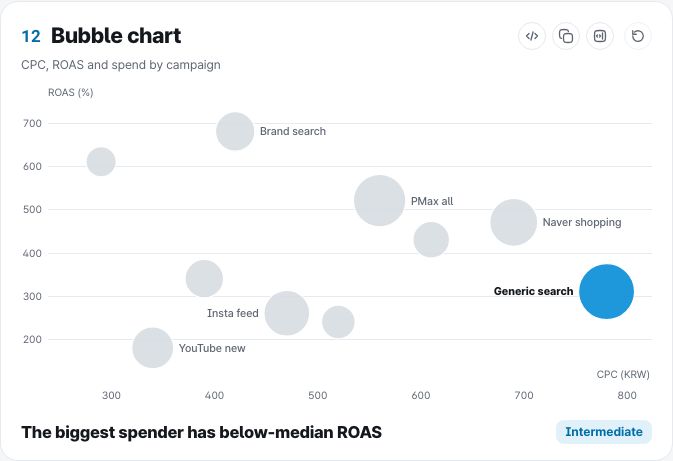 12 Bubble chart
CPC, ROAS and spend by campaign
ROAS (%)
700
Brand search
600
PMax all
500
Naver shopping
400
300
Generic search
Insta feed
200
YouTube new
CPC (KRW)
300 400 500 600 700 800
The biggest spender has below-median ROAS
Intermediate